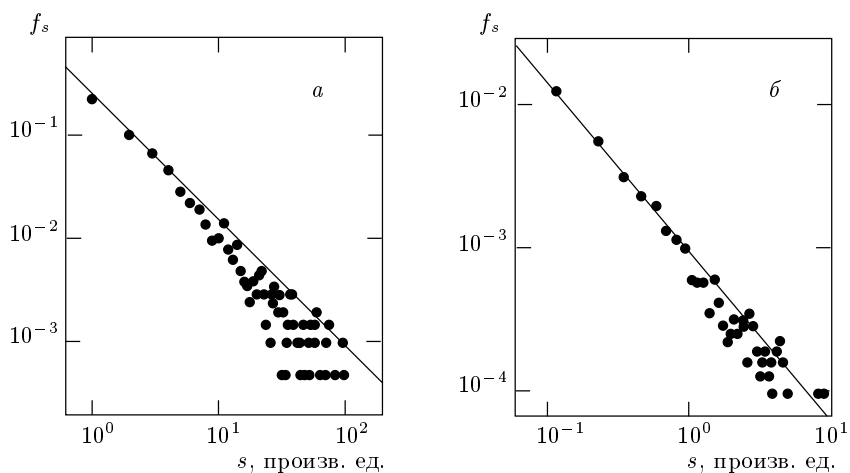 f_s
а
10^{-1}
10^{-2}
10^{-3}
10^0 10^1 10^2
s, произв. ед.
f_s
б
10^{-2}
10^{-3}
10^{-4}
10^{-1} 10^0 10^1
s, произв. ед.